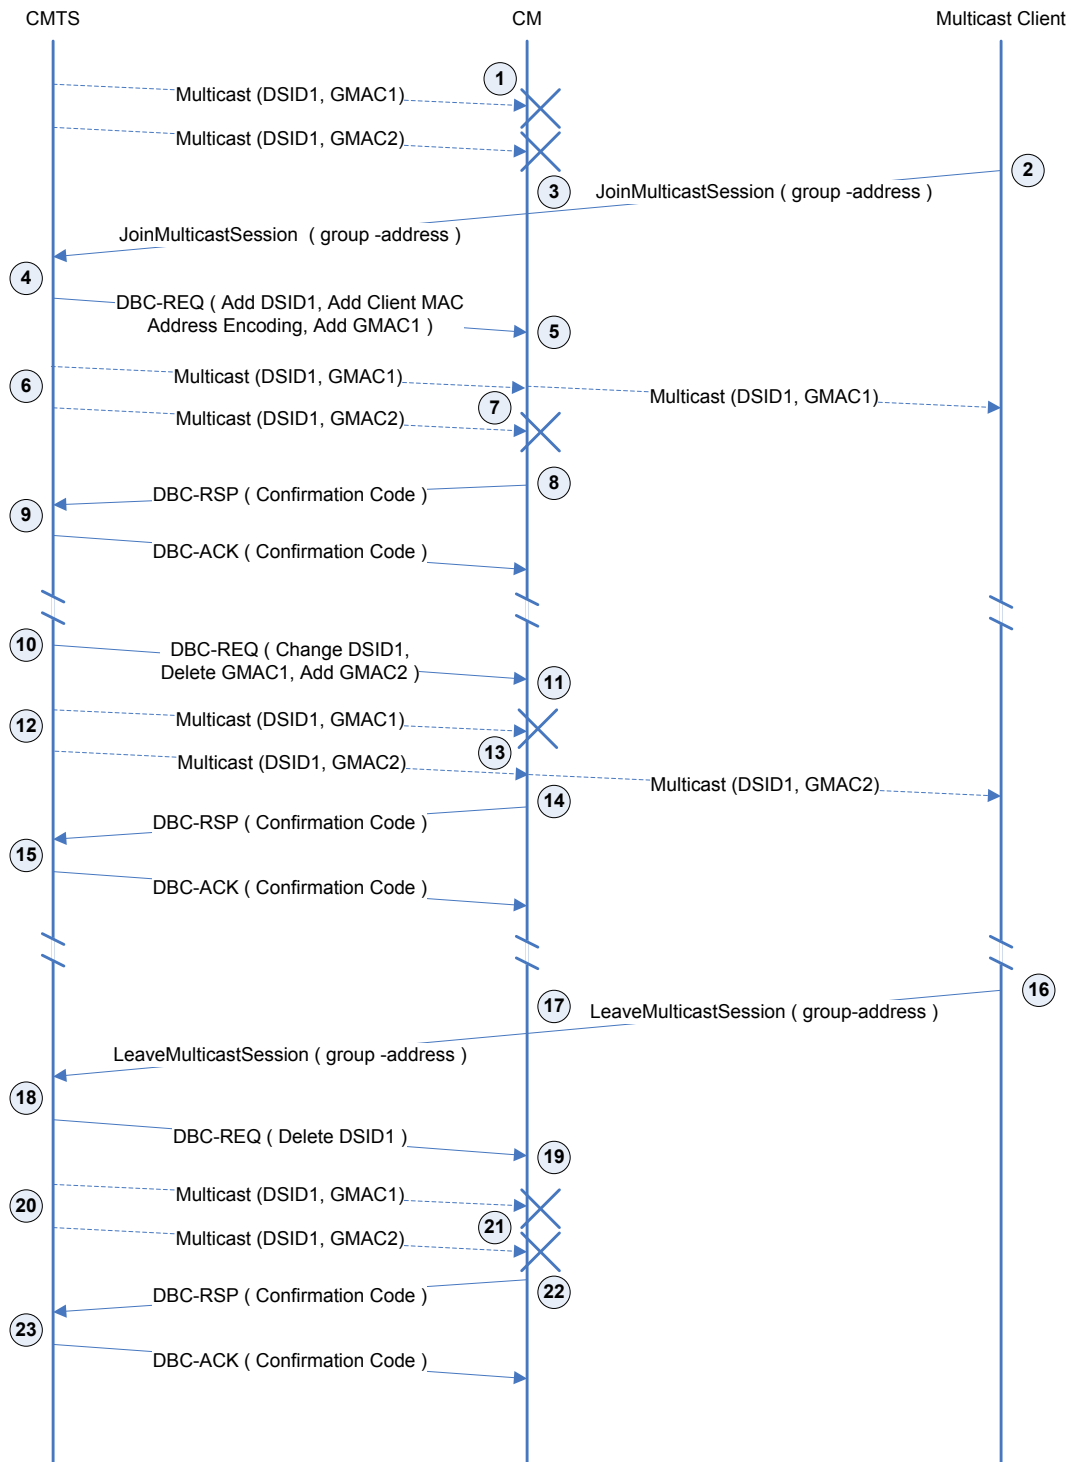 CMTS
CM
Multicast Client
1
Multicast (DSID1, GMAC1)
Multicast (DSID1, GMAC2)
2
3
JoinMulticastSession ( group -address )
JoinMulticastSession  ( group -address )
4
DBC-REQ ( Add DSID1, Add Client MAC
Address Encoding, Add GMAC1 )
5
6
Multicast (DSID1, GMAC1)
Multicast (DSID1, GMAC1)
7
Multicast (DSID1, GMAC2)
8
DBC-RSP ( Confirmation Code )
9
DBC-ACK ( Confirmation Code )
10
DBC-REQ ( Change DSID1,
Delete GMAC1, Add GMAC2 )
11
12
Multicast (DSID1, GMAC1)
13
Multicast (DSID1, GMAC2)
Multicast (DSID1, GMAC2)
14
DBC-RSP ( Confirmation Code )
15
DBC-ACK ( Confirmation Code )
16
17
LeaveMulticastSession ( group-address )
LeaveMulticastSession ( group -address )
18
DBC-REQ ( Delete DSID1 )
19
20
Multicast (DSID1, GMAC1)
21
Multicast (DSID1, GMAC2)
22
DBC-RSP ( Confirmation Code )
23
DBC-ACK ( Confirmation Code )